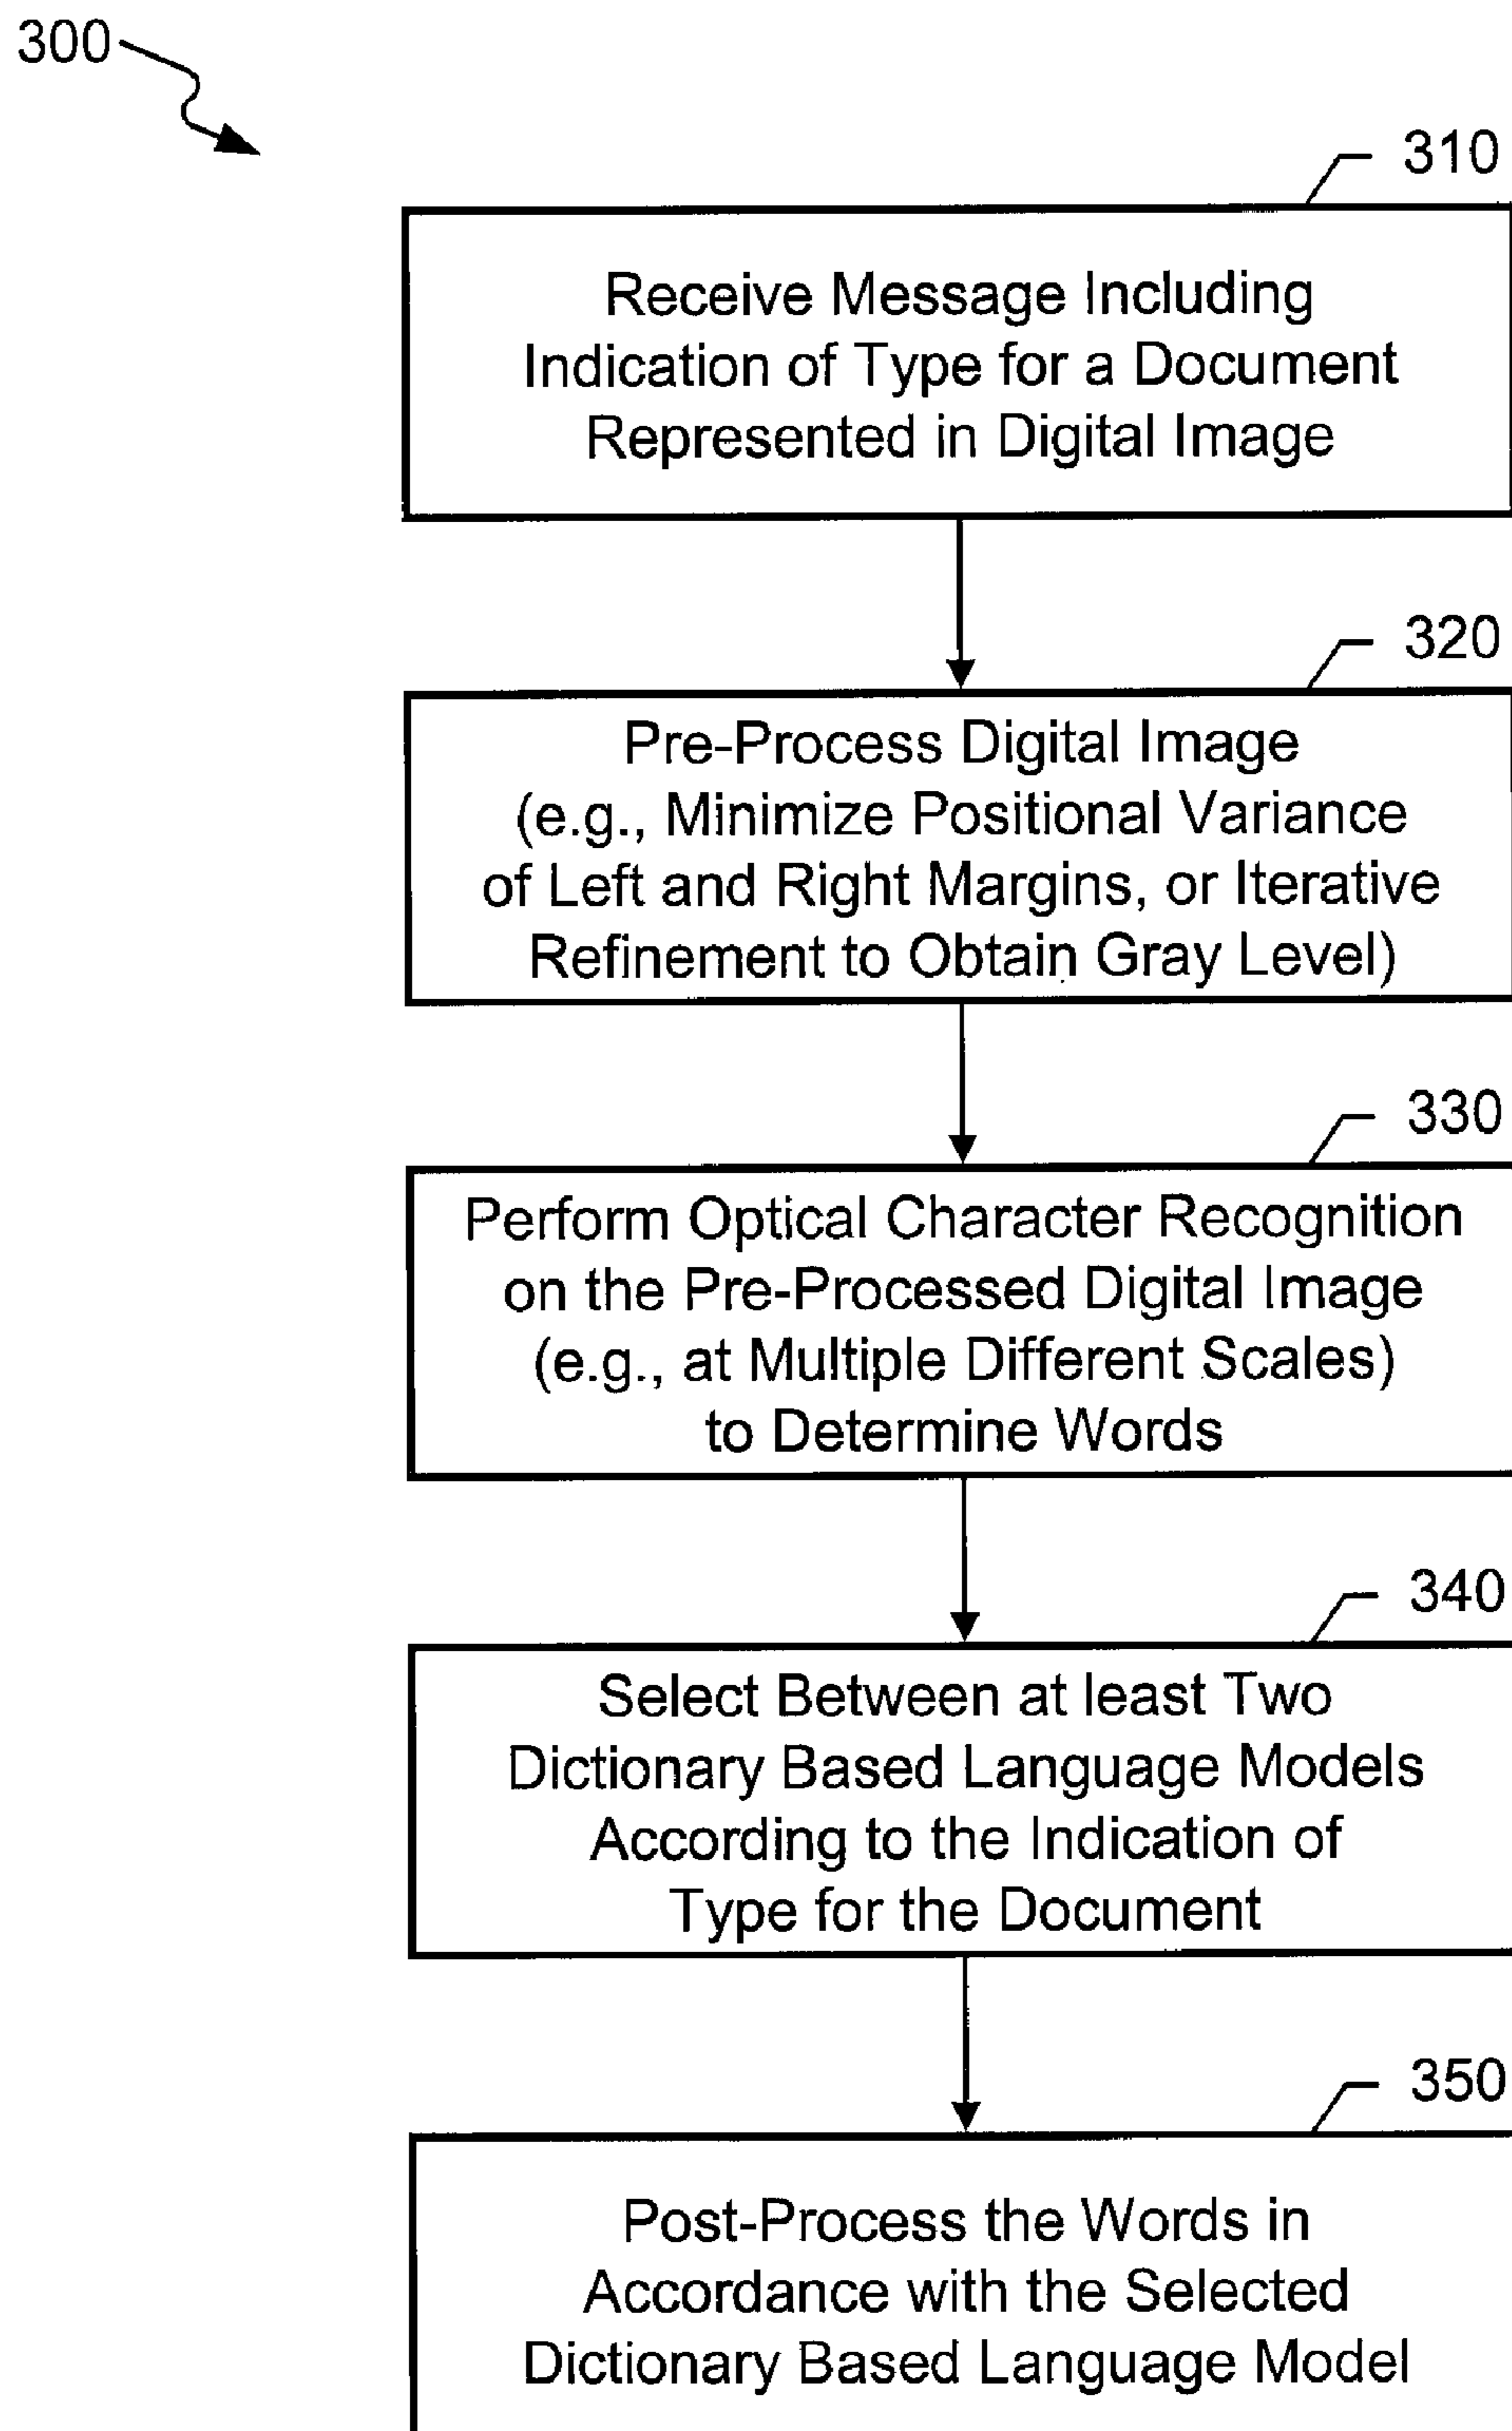 300
310
Receive Message Including
Indication of Type for a Document
Represented in Digital Image
320
Pre-Process Digital Image
(e.g., Minimize Positional Variance
of Left and Right Margins, or Iterative
Refinement to Obtain Gray Level)
330
Perform Optical Character Recognition
on the Pre-Processed Digital Image
(e.g., at Multiple Different Scales)
to Determine Words
340
Select Between at least Two
Dictionary Based Language Models
According to the Indication of
Type for the Document
350
Post-Process the Words in
Accordance with the Selected
Dictionary Based Language Model